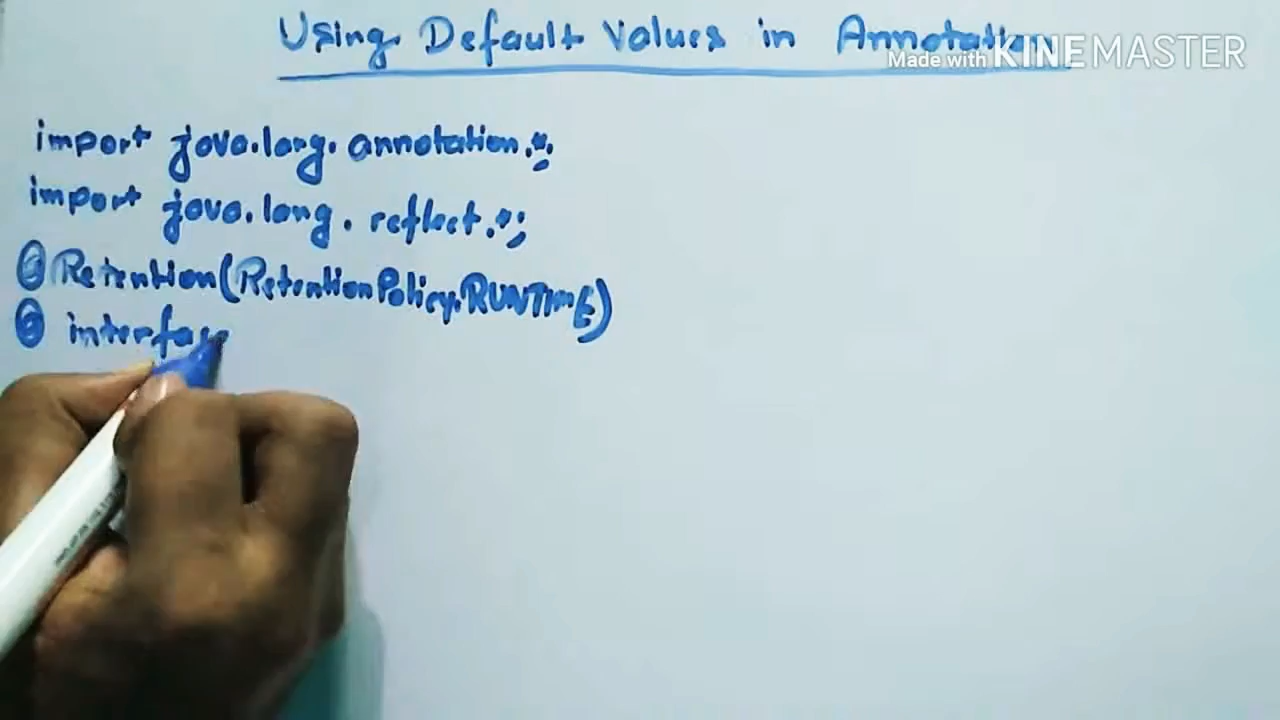 Using Default Values in Annotation
Made with KINEMASTER
import java.lang.annotation.*;
import java.lang.reflect.*;
@Retention(RetentionPolicy.RUNTIME)
@interface